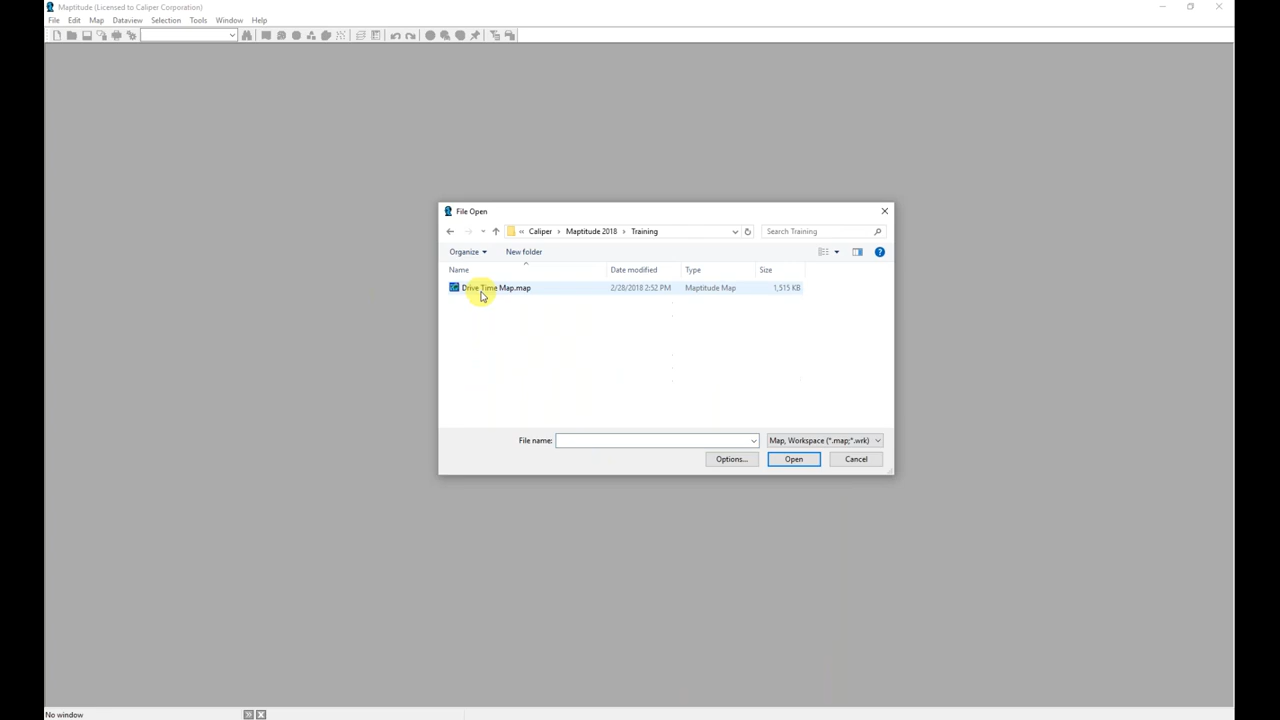 Maptitude (Licensed to Caliper Corporation)
File Edit Map Dataview Selection Tools Window Help
File Open
« Caliper > Maptitude 2018 > Training
Search Training
Organize New folder
Name Date modified Type Size
Drive Time Map.map 2/28/2018 2:52 PM Maptitude Map 1,515 KB
File name:
Map, Workspace (*.map;*.wrk)
Options... Open Cancel
No window